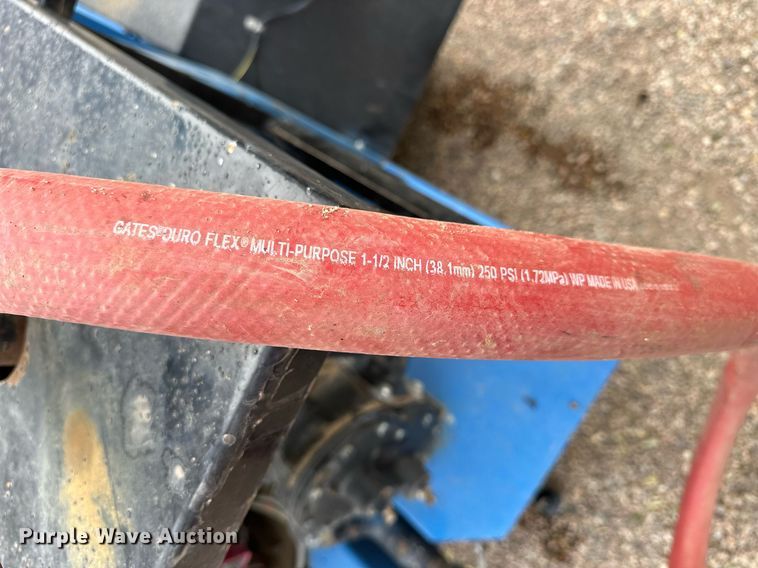 GATES® DURO FLEX® MULTI-PURPOSE 1-1/2 INCH (38.1mm) 250 PSI (1.72MPa) WP MADE IN USA
Purple Wave Auction